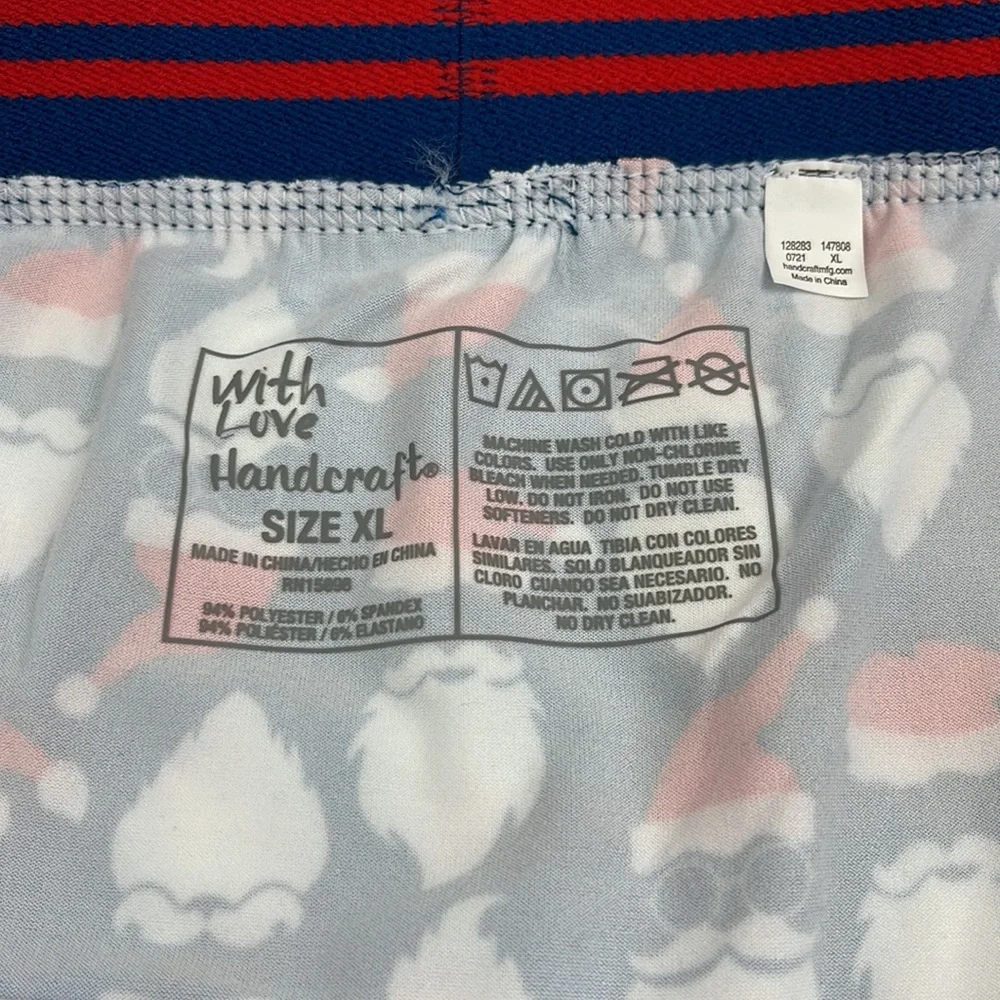 128283 147808
0721 XL
handcraftmfg.com
Made in China
With
Love
Handcraft®
SIZE XL
MADE IN CHINA/HECHO EN CHINA
RN15898
94% POLYESTER / 6% SPANDEX
94% POLIÉSTER / 6% ELASTANO
MACHINE WASH COLD WITH LIKE
COLORS. USE ONLY NON-CHLORINE
BLEACH WHEN NEEDED. TUMBLE DRY
LOW. DO NOT IRON. DO NOT USE
SOFTENERS. DO NOT DRY CLEAN.
LAVAR EN AGUA TIBIA CON COLORES
SIMILARES. SOLO BLANQUEADOR SIN
CLORO CUANDO SEA NECESARIO. NO
PLANCHAR. NO SUABIZADOR.
NO DRY CLEAN.